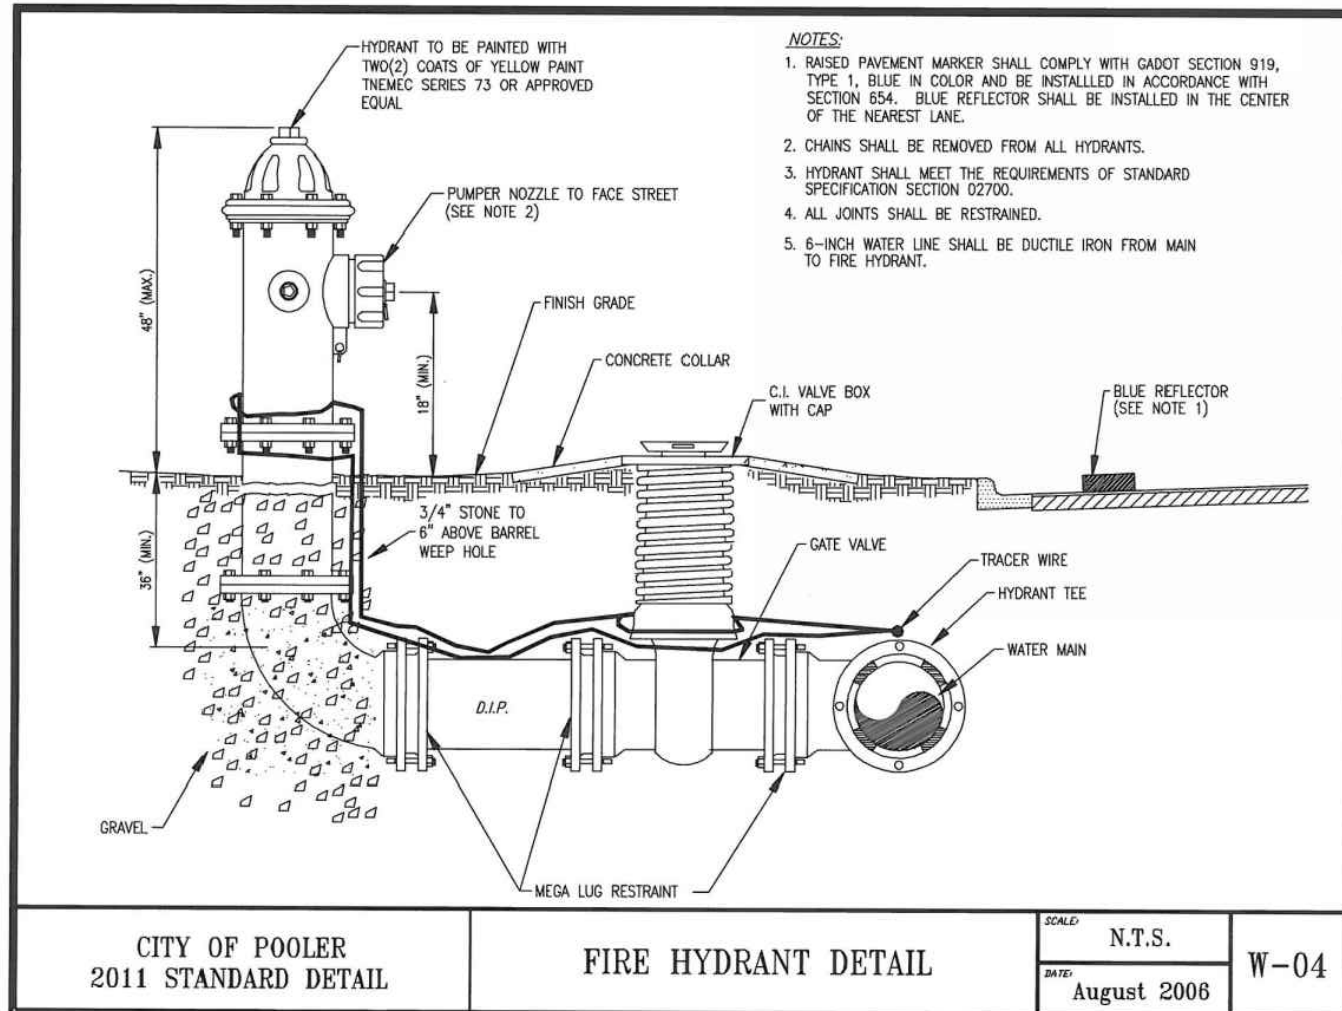 HYDRANT TO BE PAINTED WITH
TWO(2) COATS OF YELLOW PAINT
TNEMEC SERIES 73 OR APPROVED
EQUAL
NOTES:
1. RAISED PAVEMENT MARKER SHALL COMPLY WITH GADOT SECTION 919,
TYPE 1, BLUE IN COLOR AND BE INSTALLLED IN ACCORDANCE WITH
SECTION 654. BLUE REFLECTOR SHALL BE INSTALLED IN THE CENTER
OF THE NEAREST LANE.
2. CHAINS SHALL BE REMOVED FROM ALL HYDRANTS.
3. HYDRANT SHALL MEET THE REQUIREMENTS OF STANDARD
SPECIFICATION SECTION 02700.
4. ALL JOINTS SHALL BE RESTRAINED.
5. 6-INCH WATER LINE SHALL BE DUCTILE IRON FROM MAIN
TO FIRE HYDRANT.
PUMPER NOZZLE TO FACE STREET
(SEE NOTE 2)
48" (MAX.)
18" (MIN.)
FINISH GRADE
CONCRETE COLLAR
C.I. VALVE BOX
WITH CAP
BLUE REFLECTOR
(SEE NOTE 1)
36" (MIN.)
3/4" STONE TO
6" ABOVE BARREL
WEEP HOLE
GATE VALVE
TRACER WIRE
HYDRANT TEE
WATER MAIN
D.I.P.
GRAVEL
MEGA LUG RESTRAINT
CITY OF POOLER
2011 STANDARD DETAIL
FIRE HYDRANT DETAIL
SCALE:
N.T.S.
DATE:
August 2006
W-04